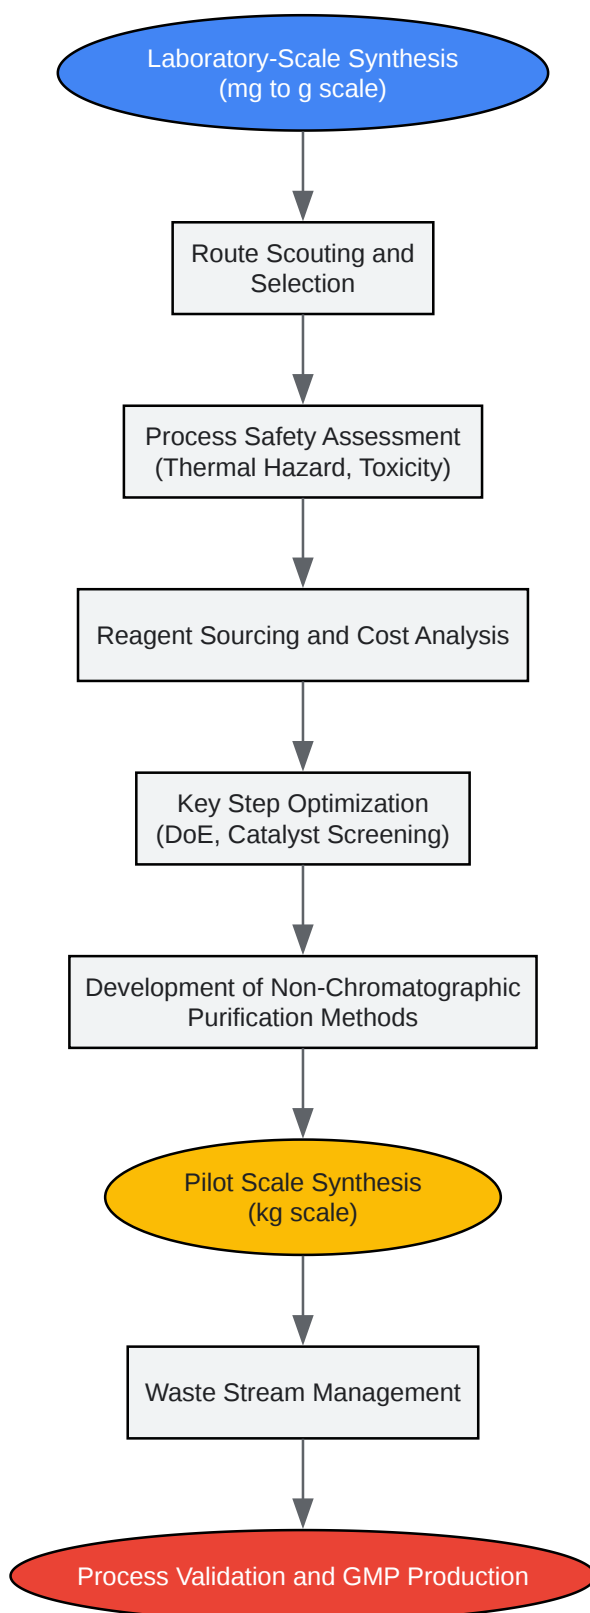 Laboratory-Scale Synthesis
(mg to g scale)
Route Scouting and
Selection
Process Safety Assessment
(Thermal Hazard, Toxicity)
Reagent Sourcing and Cost Analysis
Key Step Optimization
(DoE, Catalyst Screening)
Development of Non-Chromatographic
Purification Methods
Pilot Scale Synthesis
(kg scale)
Waste Stream Management
Process Validation and GMP Production